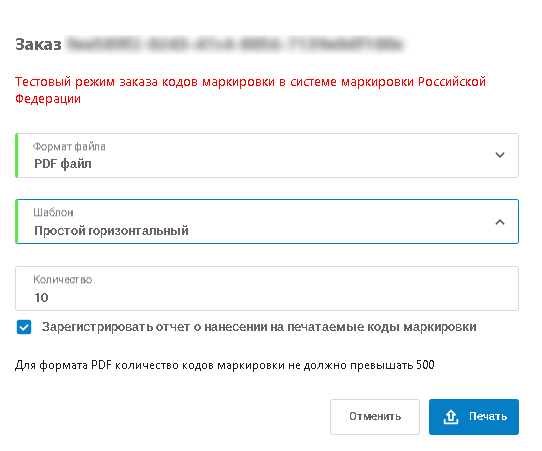 Заказ
Тестовый режим заказа кодов маркировки в системе маркировки Российской
Федерации
Формат файла
PDF файл
Шаблон
Простой горизонтальный
Количество
10
Зарегистрировать отчет о нанесении на печатаемые коды маркировки
Для формата PDF количество кодов маркировки не должно превышать 500
Отменить
Печать